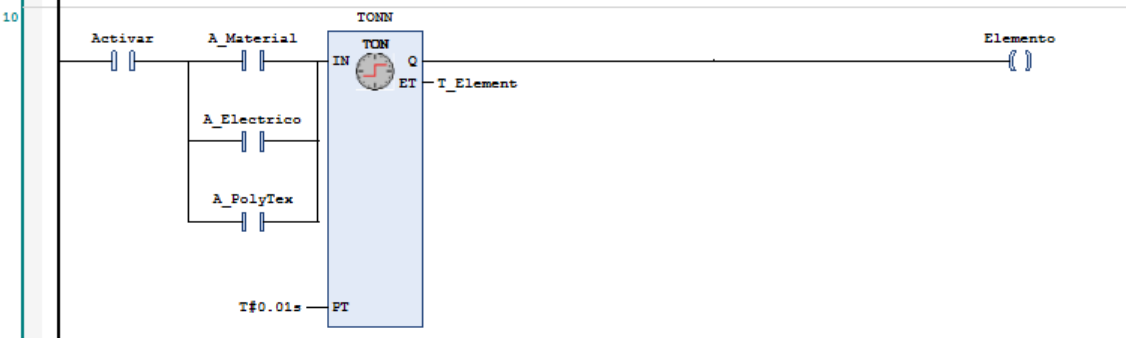 10
TONN
Activar A_Material Elemento
TON
IN Q
ET T_Element
A_Electrico
A_PolyTex
T#0.01s PT